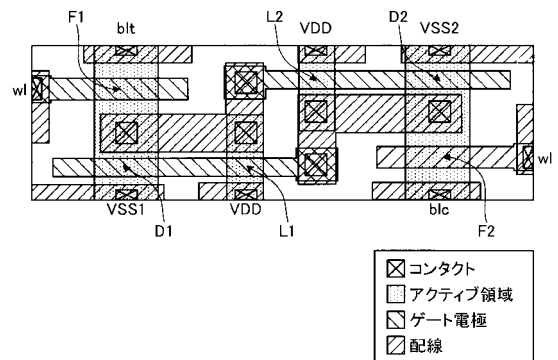 F1 blt L2 VDD D2 VSS2
wl
wl
VSS1 D1 VDD L1 blc F2
コンタクト
アクティブ領域
ゲート電極
配線